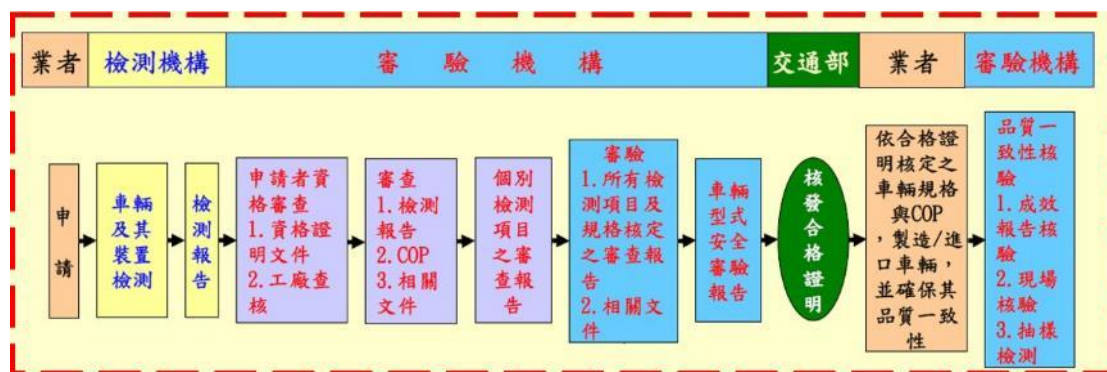 業者
檢測機構
審驗機構
交通部
業者
審驗機構
申請
車輛
及其
裝置
檢測
檢測報告
申請者資
格審查
1.資格證
明文件
2.工廠查
核
審查
1.檢測
報告
2.COP
3.相關
文件
個別
檢測
項目
之審
查報
告
審驗
1.所有檢
測項目及
規格核定
之審查報
告
2.相關文
件
車輛
型式
安全
審驗
報告
核發合格證明
依合格證
明核定之
車輛規格
與COP
，製造/進
口車輛，
並確保其
品質一致
性
品質一
致性核
驗
1.成效
報告核
驗
2.現場
核驗
3.抽樣
檢測